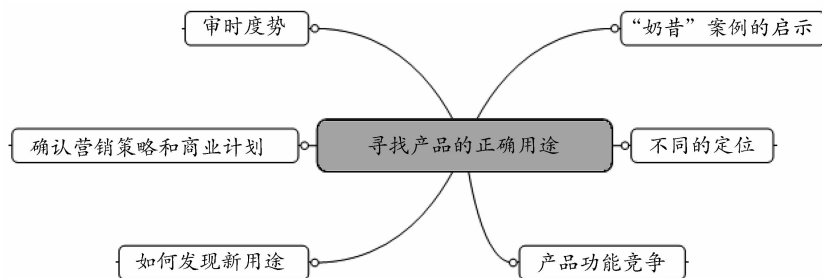 审时度势
“奶昔”案例的启示
确认营销策略和商业计划
寻找产品的正确用途
不同的定位
如何发现新用途
产品功能竞争